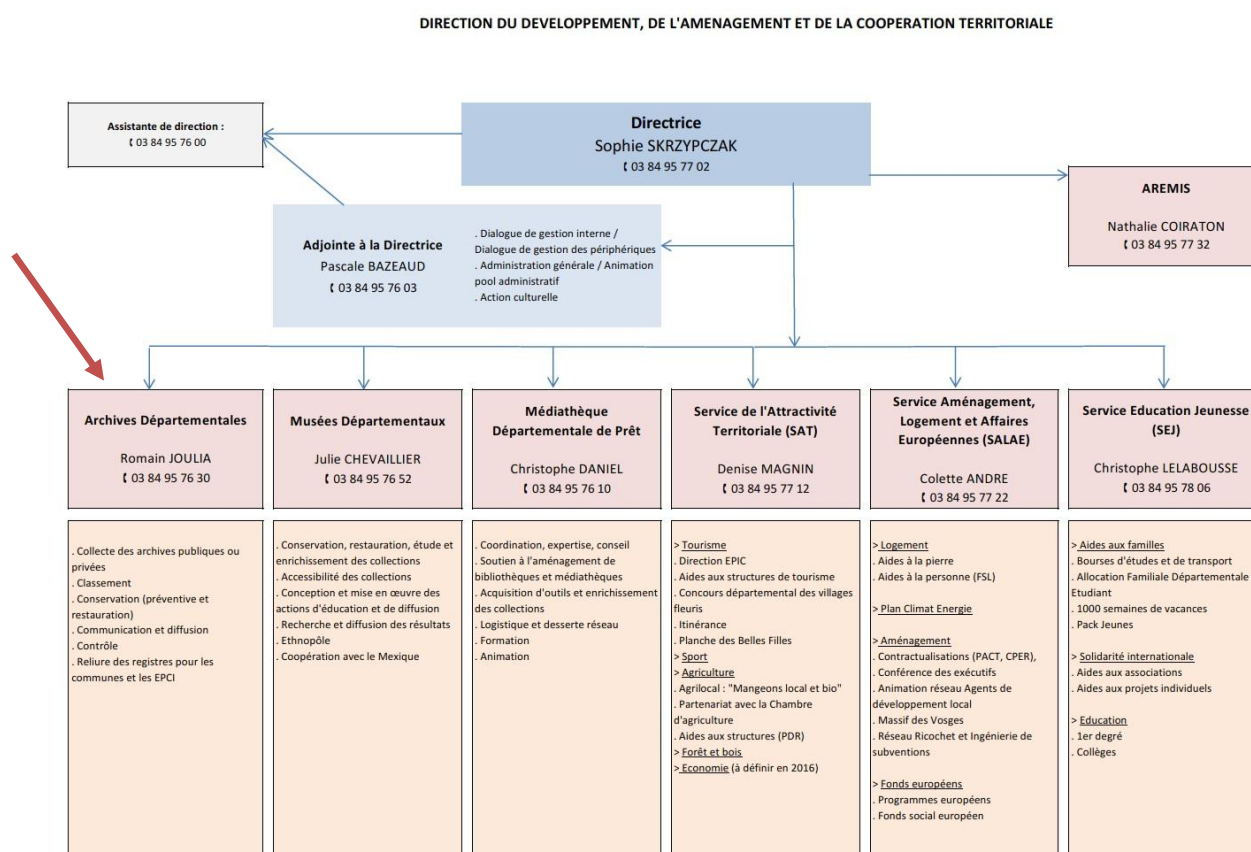 DIRECTION DU DEVELOPPEMENT, DE L'AMENAGEMENT ET DE LA COOPERATION TERRITORIALE
Assistante de direction :
03 84 95 76 00
Directrice
Sophie SKRZYPCZAK
03 84 95 77 02
AREMIS
Nathalie COIRATON
03 84 95 77 32
Adjointe à la Directrice
Pascale BAZEAUD
03 84 95 76 03
. Dialogue de gestion interne /
Dialogue de gestion des périphériques
. Administration générale / Animation
pool administratif
. Action culturelle
Archives Départementales
Romain JOULIA
03 84 95 76 30
Musées Départementaux
Julie CHEVAILLIER
03 84 95 76 52
Médiathèque
Départementale de Prêt
Christophe DANIEL
03 84 95 76 10
Service de l'Attractivité
Territoriale (SAT)
Denise MAGNIN
03 84 95 77 12
Service Aménagement,
Logement et Affaires
Européennes (SALAE)
Colette ANDRE
03 84 95 77 22
Service Education Jeunesse
(SEJ)
Christophe LELABOUSSE
03 84 95 78 06
. Collecte des archives publiques ou
privées
. Classement
. Conservation (préventive et
restauration)
. Communication et diffusion
. Contrôle
. Reliure des registres pour les
communes et les EPCI
. Conservation, restauration, étude et
enrichissement des collections
. Accessibilité des collections
. Conception et mise en œuvre des
actions d'éducation et de diffusion
. Recherche et diffusion des résultats
. Ethnopôle
. Coopération avec le Mexique
. Coordination, expertise, conseil
. Soutien à l'aménagement de
bibliothèques et médiathèques
. Acquisition d'outils et enrichissement
des collections
. Logistique et desserte réseau
. Formation
. Animation
> Tourisme
. Direction EPIC
. Aides aux structures de tourisme
. Concours départemental des villages
fleuris
. Itinérance
. Planche des Belles Filles
> Sport
> Agriculture
. Agrilocal : "Mangeons local et bio"
. Partenariat avec la Chambre
d'agriculture
. Aides aux structures (PDR)
> Forêt et bois
> Economie (à définir en 2016)
> Logement
. Aides à la pierre
. Aides à la personne (FSL)
> Plan Climat Energie
> Aménagement
. Contractualisations (PACT, CPER),
. Conférence des exécutifs
. Animation réseau Agents de
développement local
. Massif des Vosges
. Réseau Ricochet et Ingénierie de
subventions
> Fonds européens
. Programmes européens
. Fonds social européen
> Aides aux familles
. Bourses d'études et de transport
. Allocation Familiale Départementale
Etudiant
. 1000 semaines de vacances
. Pack Jeunes
> Solidarité internationale
. Aides aux associations
. Aides aux projets individuels
> Education
. 1er degré
. Collèges